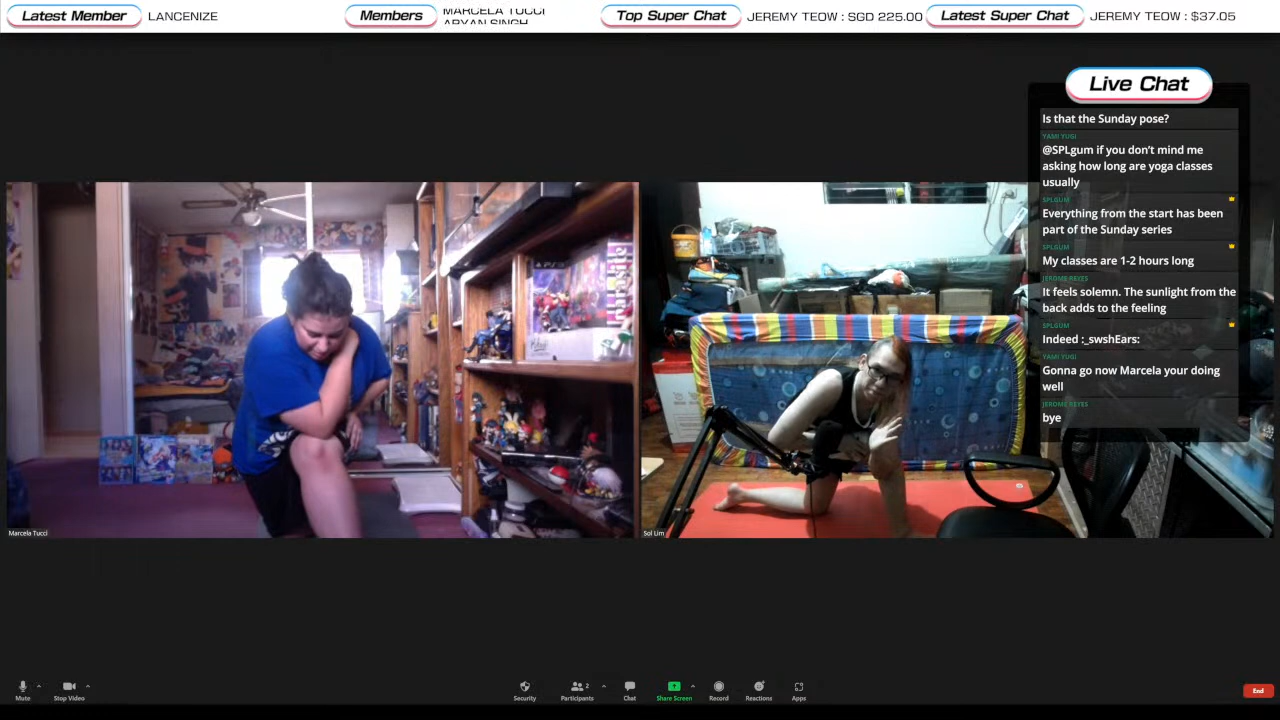 Latest Member
LANCENIZE
Members
MARCELA TUCCI
ARYAN SINGH
Top Super Chat
JEREMY TEOW : SGD 225.00
Latest Super Chat
JEREMY TEOW : $37.05
Live Chat
Is that the Sunday pose?
YAMI YUGI
@SPLgum if you don't mind me
asking how long are yoga classes
usually
SPLGUM
Everything from the start has been
part of the Sunday series
SPLGUM
My classes are 1-2 hours long
JEROME REYES
It feels solemn. The sunlight from the
back adds to the feeling
SPLGUM
Indeed :_swshEars:
YAMI YUGI
Gonna go now Marcela your doing
well
JEROME REYES
bye
PS3
Marcela Tucci
Sol Lim
Mute
Stop Video
Security
Participants
2
Chat
Share Screen
Record
Reactions
Apps
End